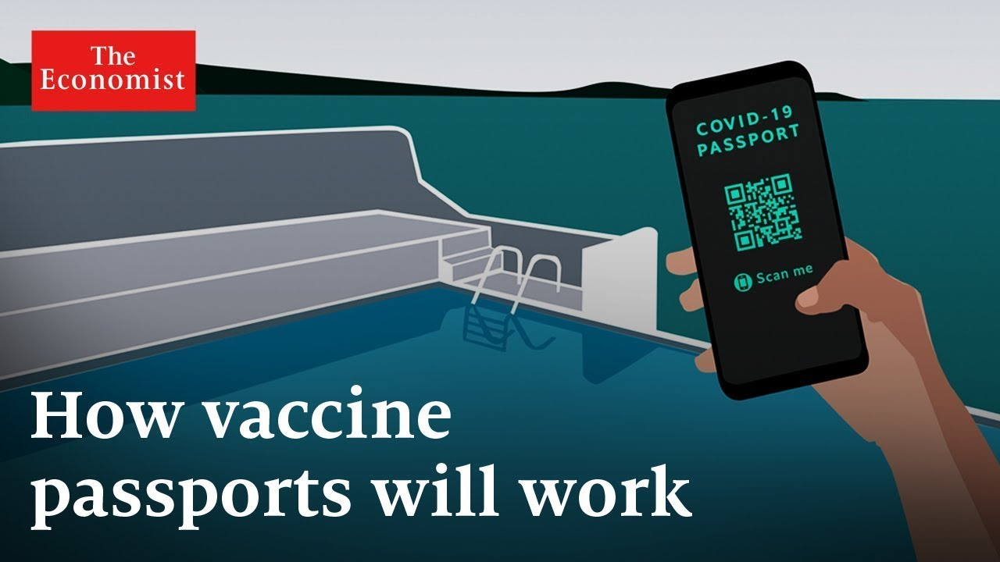 The
Economist
COVID-19
PASSPORT
Scan me
How vaccine
passports will work